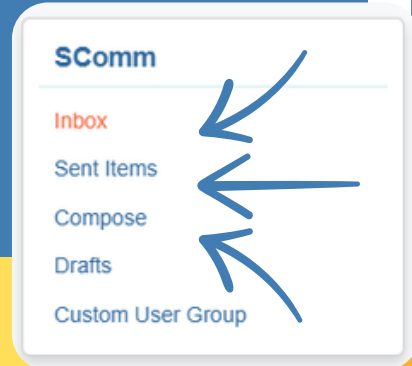 SComm
Inbox
Sent Items
Compose
Drafts
Custom User Group